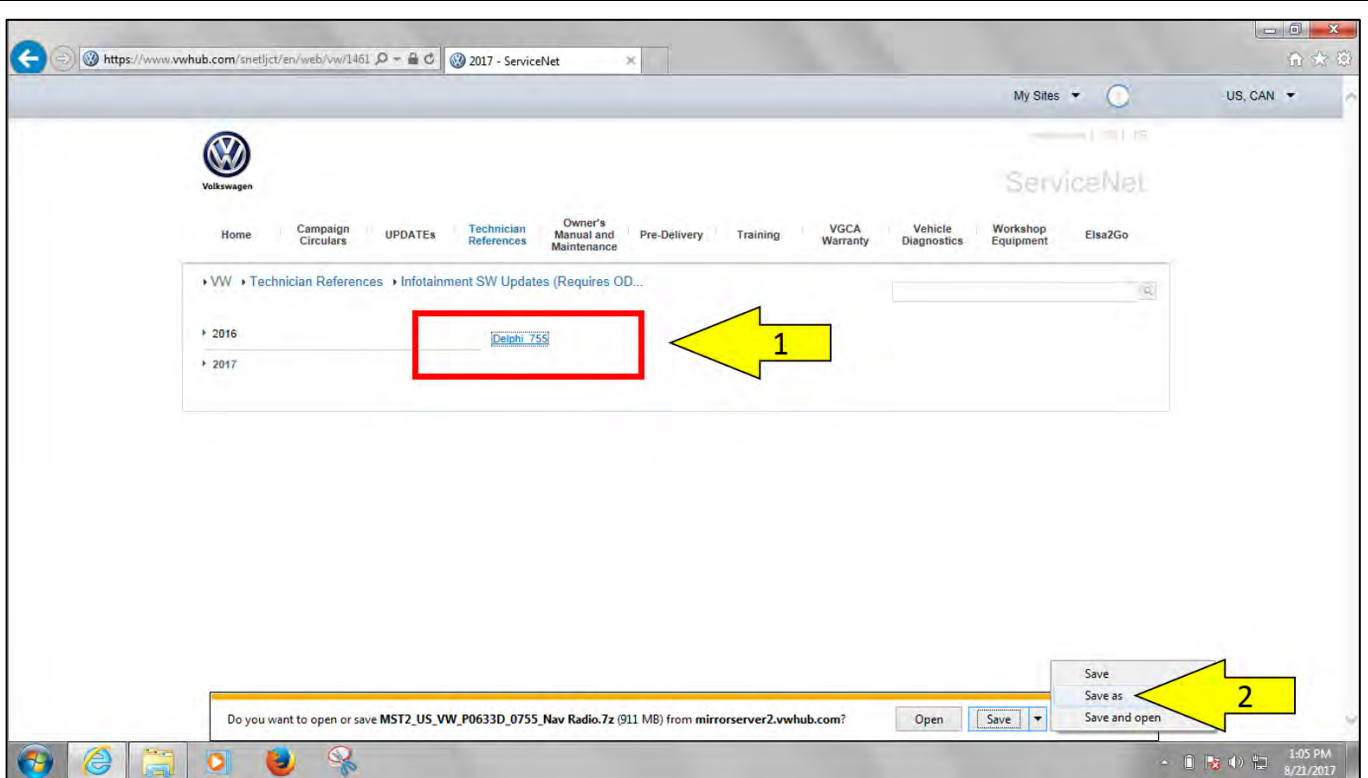 https://www.vwhub.com/snetljct/en/web/vw/1461
2017 - ServiceNet
My Sites
US, CAN
Volkswagen
ServiceNet
Home
Campaign Circulars
UPDATEs
Technician References
Owner's Manual and Maintenance
Pre-Delivery
Training
VGCA Warranty
Vehicle Diagnostics
Workshop Equipment
Elsa2Go
VW Technician References Infotainment SW Updates (Requires OD...
2016
Delphi_755
1
2017
Save
Save as
2
Save and open
Do you want to open or save MST2_US_VW_P0633D_0755_Nav Radio.7z (911 MB) from mirrorserver2.vwhub.com?
Open
Save
1:05 PM
8/21/2017